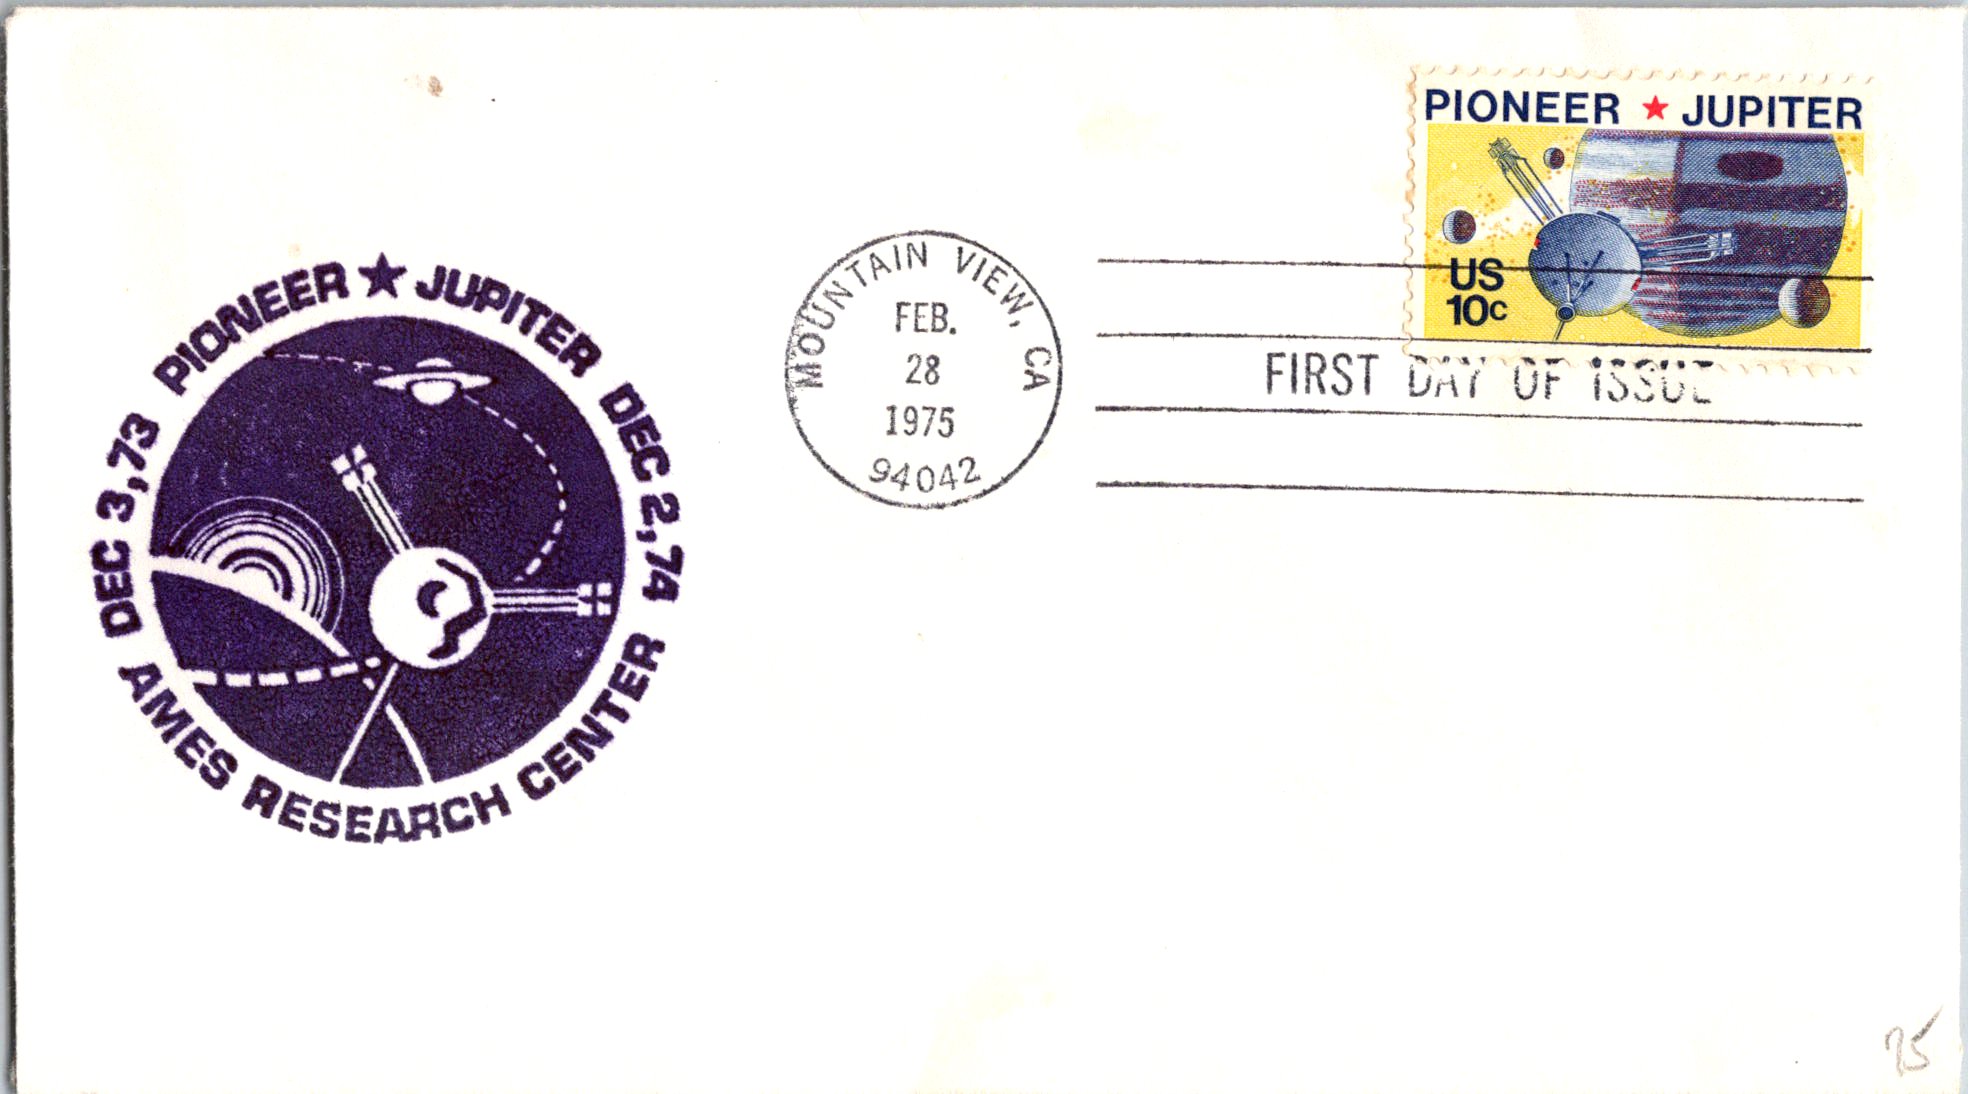 PIONEER ★ JUPITER
US
10c
MOUNTAIN VIEW, CA
FEB.
28
1975
94042
FIRST DAY OF ISSUE
DEC 3,73 PIONEER ★ JUPITER DEC 2,74
AMES RESEARCH CENTER
75